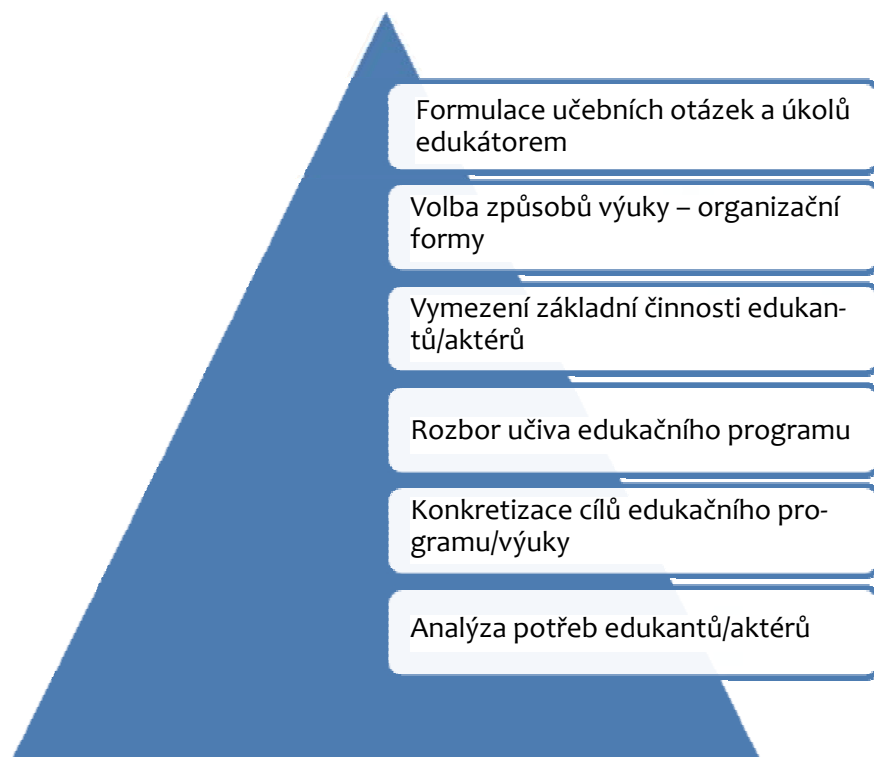 Formulace učebních otázek a úkolů
edukátorem
Volba způsobů výuky – organizační
formy
Vymezení základní činnosti edukan-
tů/aktérů
Rozbor učiva edukačního programu
Konkretizace cílů edukačního pro-
gramu/výuky
Analýza potřeb edukantů/aktérů